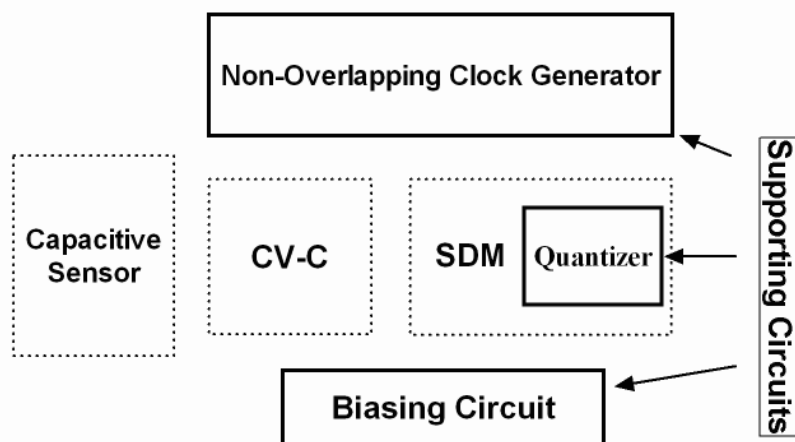 Non-Overlapping Clock Generator
Capacitive
Sensor
CV-C
SDM
Quantizer
Supporting Circuits
Biasing Circuit